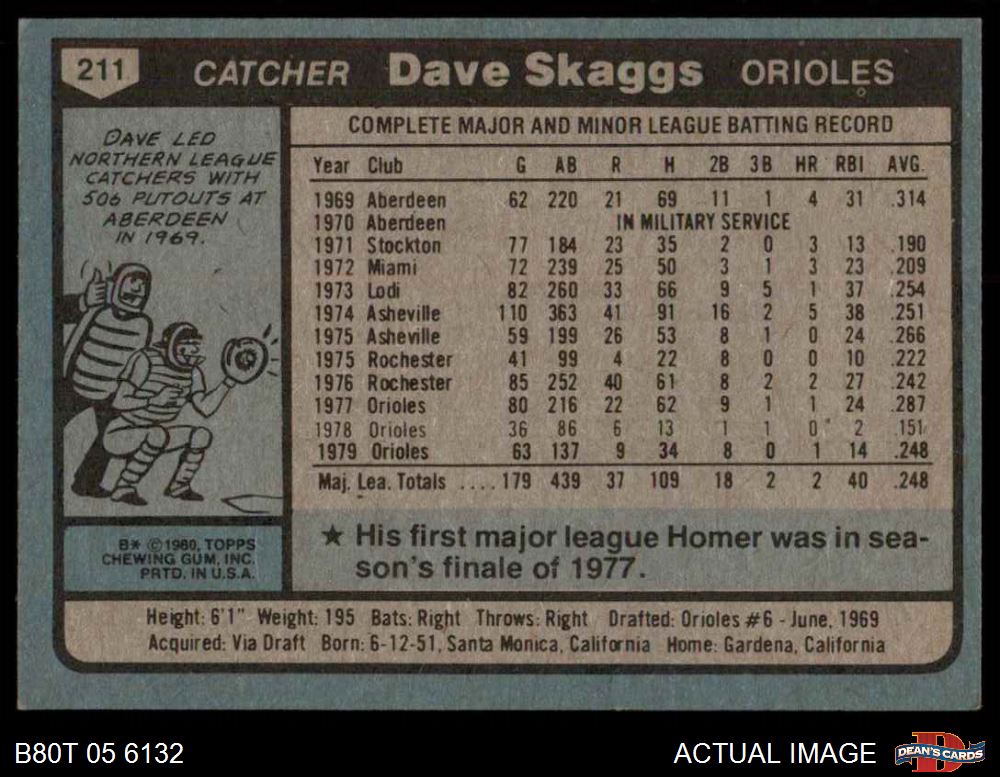 211 CATCHER Dave Skaggs ORIOLES
DAVE LED
NORTHERN LEAGUE
CATCHERS WITH
506 PUTOUTS AT
ABERDEEN
IN 1969.
COMPLETE MAJOR AND MINOR LEAGUE BATTING RECORD
Year Club G AB R H 2B 3B HR RBI AVG.
1969 Aberdeen 62 220 21 69 11 1 4 31 .314
1970 Aberdeen IN MILITARY SERVICE
1971 Stockton 77 184 23 35 2 0 3 13 .190
1972 Miami 72 239 25 50 3 1 3 23 .209
1973 Lodi 82 260 33 66 9 5 1 37 .254
1974 Asheville 110 363 41 91 16 2 5 38 .251
1975 Asheville 59 199 26 53 8 1 0 24 .266
1975 Rochester 41 99 4 22 8 0 0 10 .222
1976 Rochester 85 252 40 61 8 2 2 27 .242
1977 Orioles 80 216 22 62 9 1 1 24 .287
1978 Orioles 36 86 6 13 1 1 0 2 .151
1979 Orioles 63 137 9 34 8 0 1 14 .248
Maj. Lea. Totals .... 179 439 37 109 18 2 2 40 .248
★ His first major league Homer was in sea-
son's finale of 1977.
B* ©1980, TOPPS
CHEWING GUM, INC.
PRTD. IN U.S.A.
Height: 6'1" Weight: 195 Bats: Right Throws: Right Drafted: Orioles #6 - June, 1969
Acquired: Via Draft Born: 6-12-51, Santa Monica, California Home: Gardena, California
B80T 05 6132
ACTUAL IMAGE
D
DEAN'S CARDS